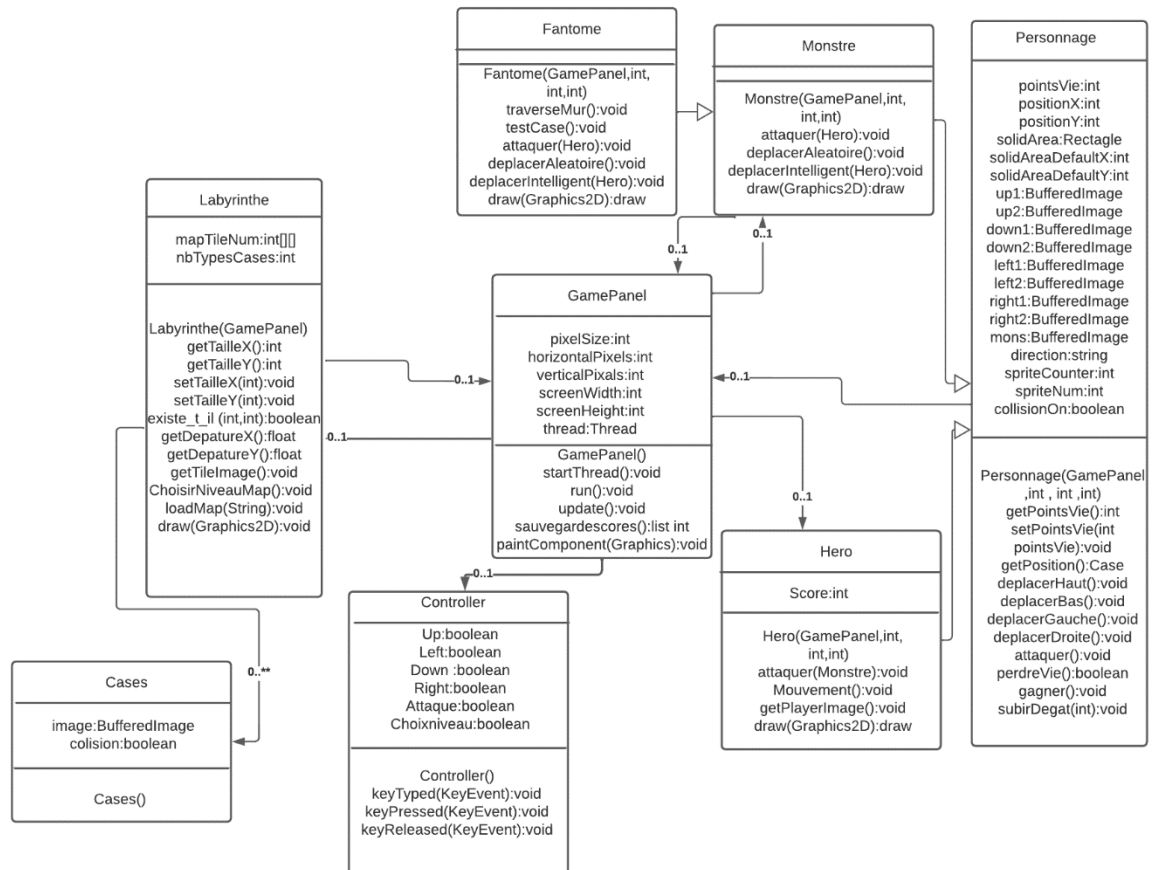 Fantome
Fantome(GamePanel,int,
int,int)
traverseMur():void
testCase():void
attaquer(Hero):void
deplacerAleatoire():void
deplacerIntelligent(Hero):void
draw(Graphics2D):draw
Monstre
Monstre(GamePanel,int,
int,int)
attaquer(Hero):void
deplacerAleatoire():void
deplacerIntelligent(Hero):void
draw(Graphics2D):draw
Personnage
pointsVie:int
positionX:int
positionY:int
solidArea:Rectagle
solidAreaDefaultX:int
solidAreaDefaultY:int
up1:BufferedImage
up2:BufferedImage
down1:BufferedImage
down2:BufferedImage
left1:BufferedImage
left2:BufferedImage
right1:BufferedImage
right2:BufferedImage
mons:BufferedImage
direction:string
spriteCounter:int
spriteNum:int
collisionOn:boolean
Personnage(GamePanel
,int , int ,int)
getPointsVie():int
setPointsVie(int
pointsVie):void
getPosition():Case
deplacerHaut():void
deplacerBas():void
deplacerGauche():void
deplacerDroite():void
attaquer():void
perdreVie():boolean
gagner():void
subirDegat(int):void
Labyrinthe
mapTileNum:int[][]
nbTypesCases:int
Labyrinthe(GamePanel)
getTailleX():int
getTailleY():int
setTailleX(int):void
setTailleY(int):void
existe_t_il (int,int):boolean
getDepatureX():float
getDepatureY():float
getTileImage():void
ChoisirNiveauMap():void
loadMap(String):void
draw(Graphics2D):void
0..1
0..1
GamePanel
pixelSize:int
horizontalPixels:int
verticalPixals:int
screenWidth:int
screenHeight:int
thread:Thread
GamePanel()
startThread():void
run():void
update():void
sauvegardescores():list int
paintComponent(Graphics):void
0..1
0..1
0..1
0..1
0..1
Hero
Score:int
Hero(GamePanel,int,
int,int)
attaquer(Monstre):void
Mouvement():void
getPlayerImage():void
draw(Graphics2D):draw
Controller
Up:boolean
Left:boolean
Down :boolean
Right:boolean
Attaque:boolean
Choixniveau:boolean
Controller()
keyTyped(KeyEvent):void
keyPressed(KeyEvent):void
keyReleased(KeyEvent):void
0..**
Cases
image:BufferedImage
colision:boolean
Cases()